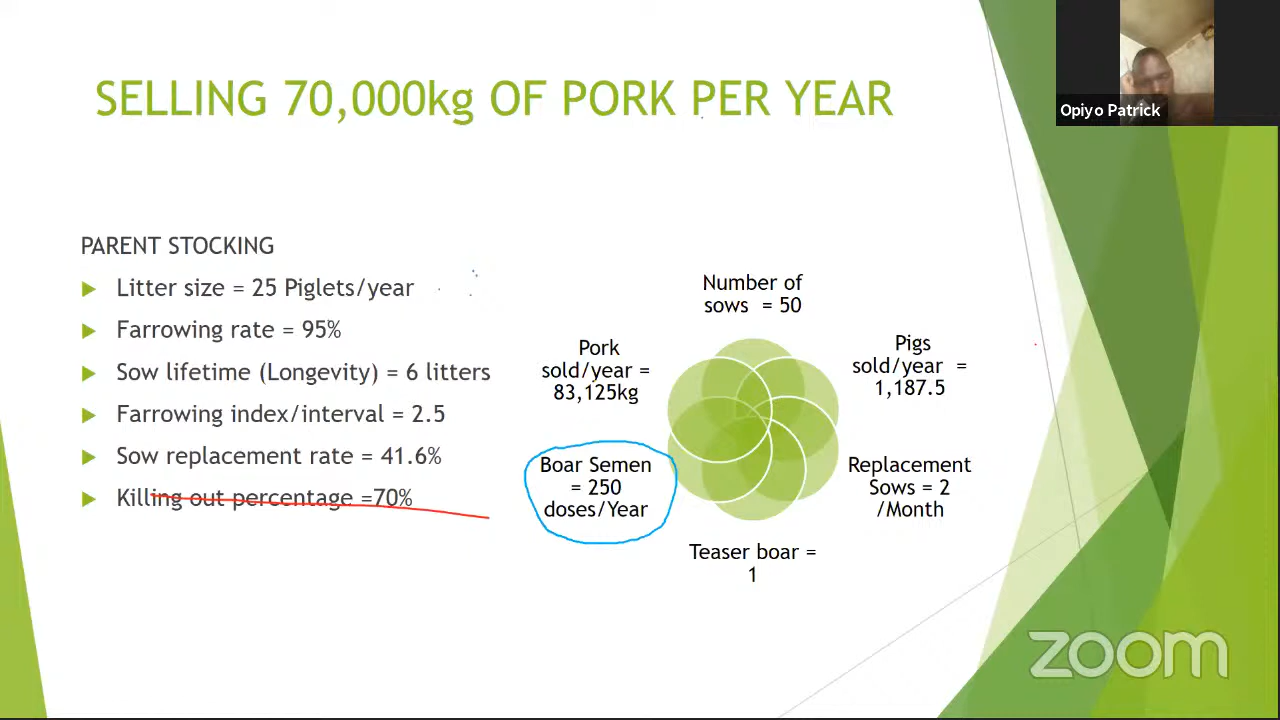 SELLING 70,000kg OF PORK PER YEAR
Opiyo Patrick
PARENT STOCKING
Litter size = 25 Piglets/year
Farrowing rate = 95%
Sow lifetime (Longevity) = 6 litters
Farrowing index/interval = 2.5
Sow replacement rate = 41.6%
Killing out percentage =70%
Number of
sows = 50
Pigs
sold/year =
1,187.5
Replacement
Sows = 2
/Month
Teaser boar =
1
Boar Semen
= 250
doses/Year
Pork
sold/year =
83,125kg
zoom